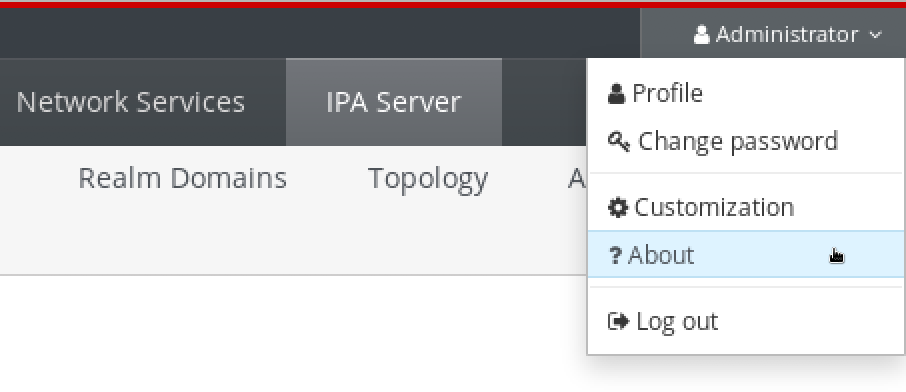 Administrator
Network Services IPA Server
Realm Domains Topology A
Profile
Change password
Customization
? About
Log out